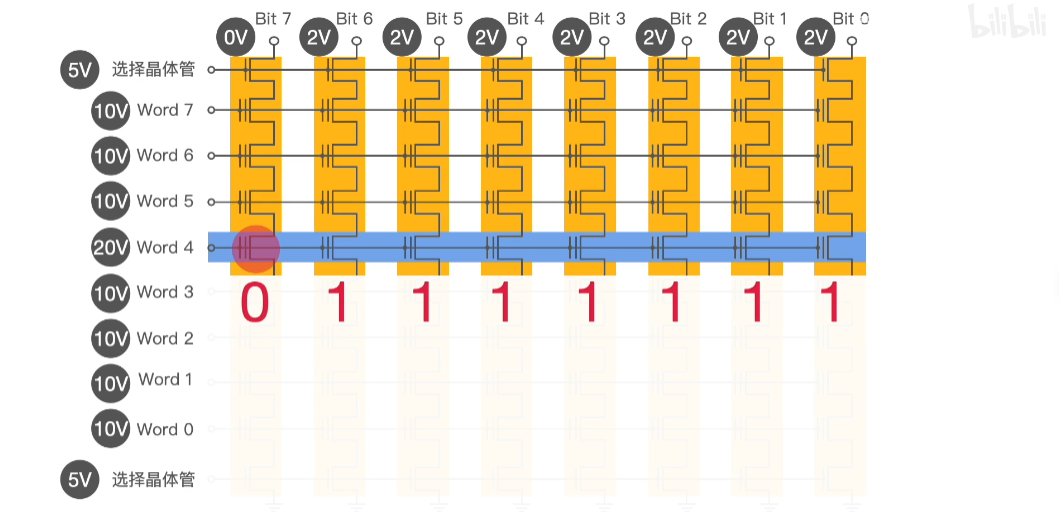 Bit 7 Bit 6 Bit 5 Bit 4 Bit 3 Bit 2 Bit 1 Bit 0
0V 2V 2V 2V 2V 2V 2V 2V
bilibili
5V 选择晶体管
10V Word 7
10V Word 6
10V Word 5
20V Word 4
10V Word 3
0 1 1 1 1 1 1 1
10V Word 2
10V Word 1
10V Word 0
5V 选择晶体管